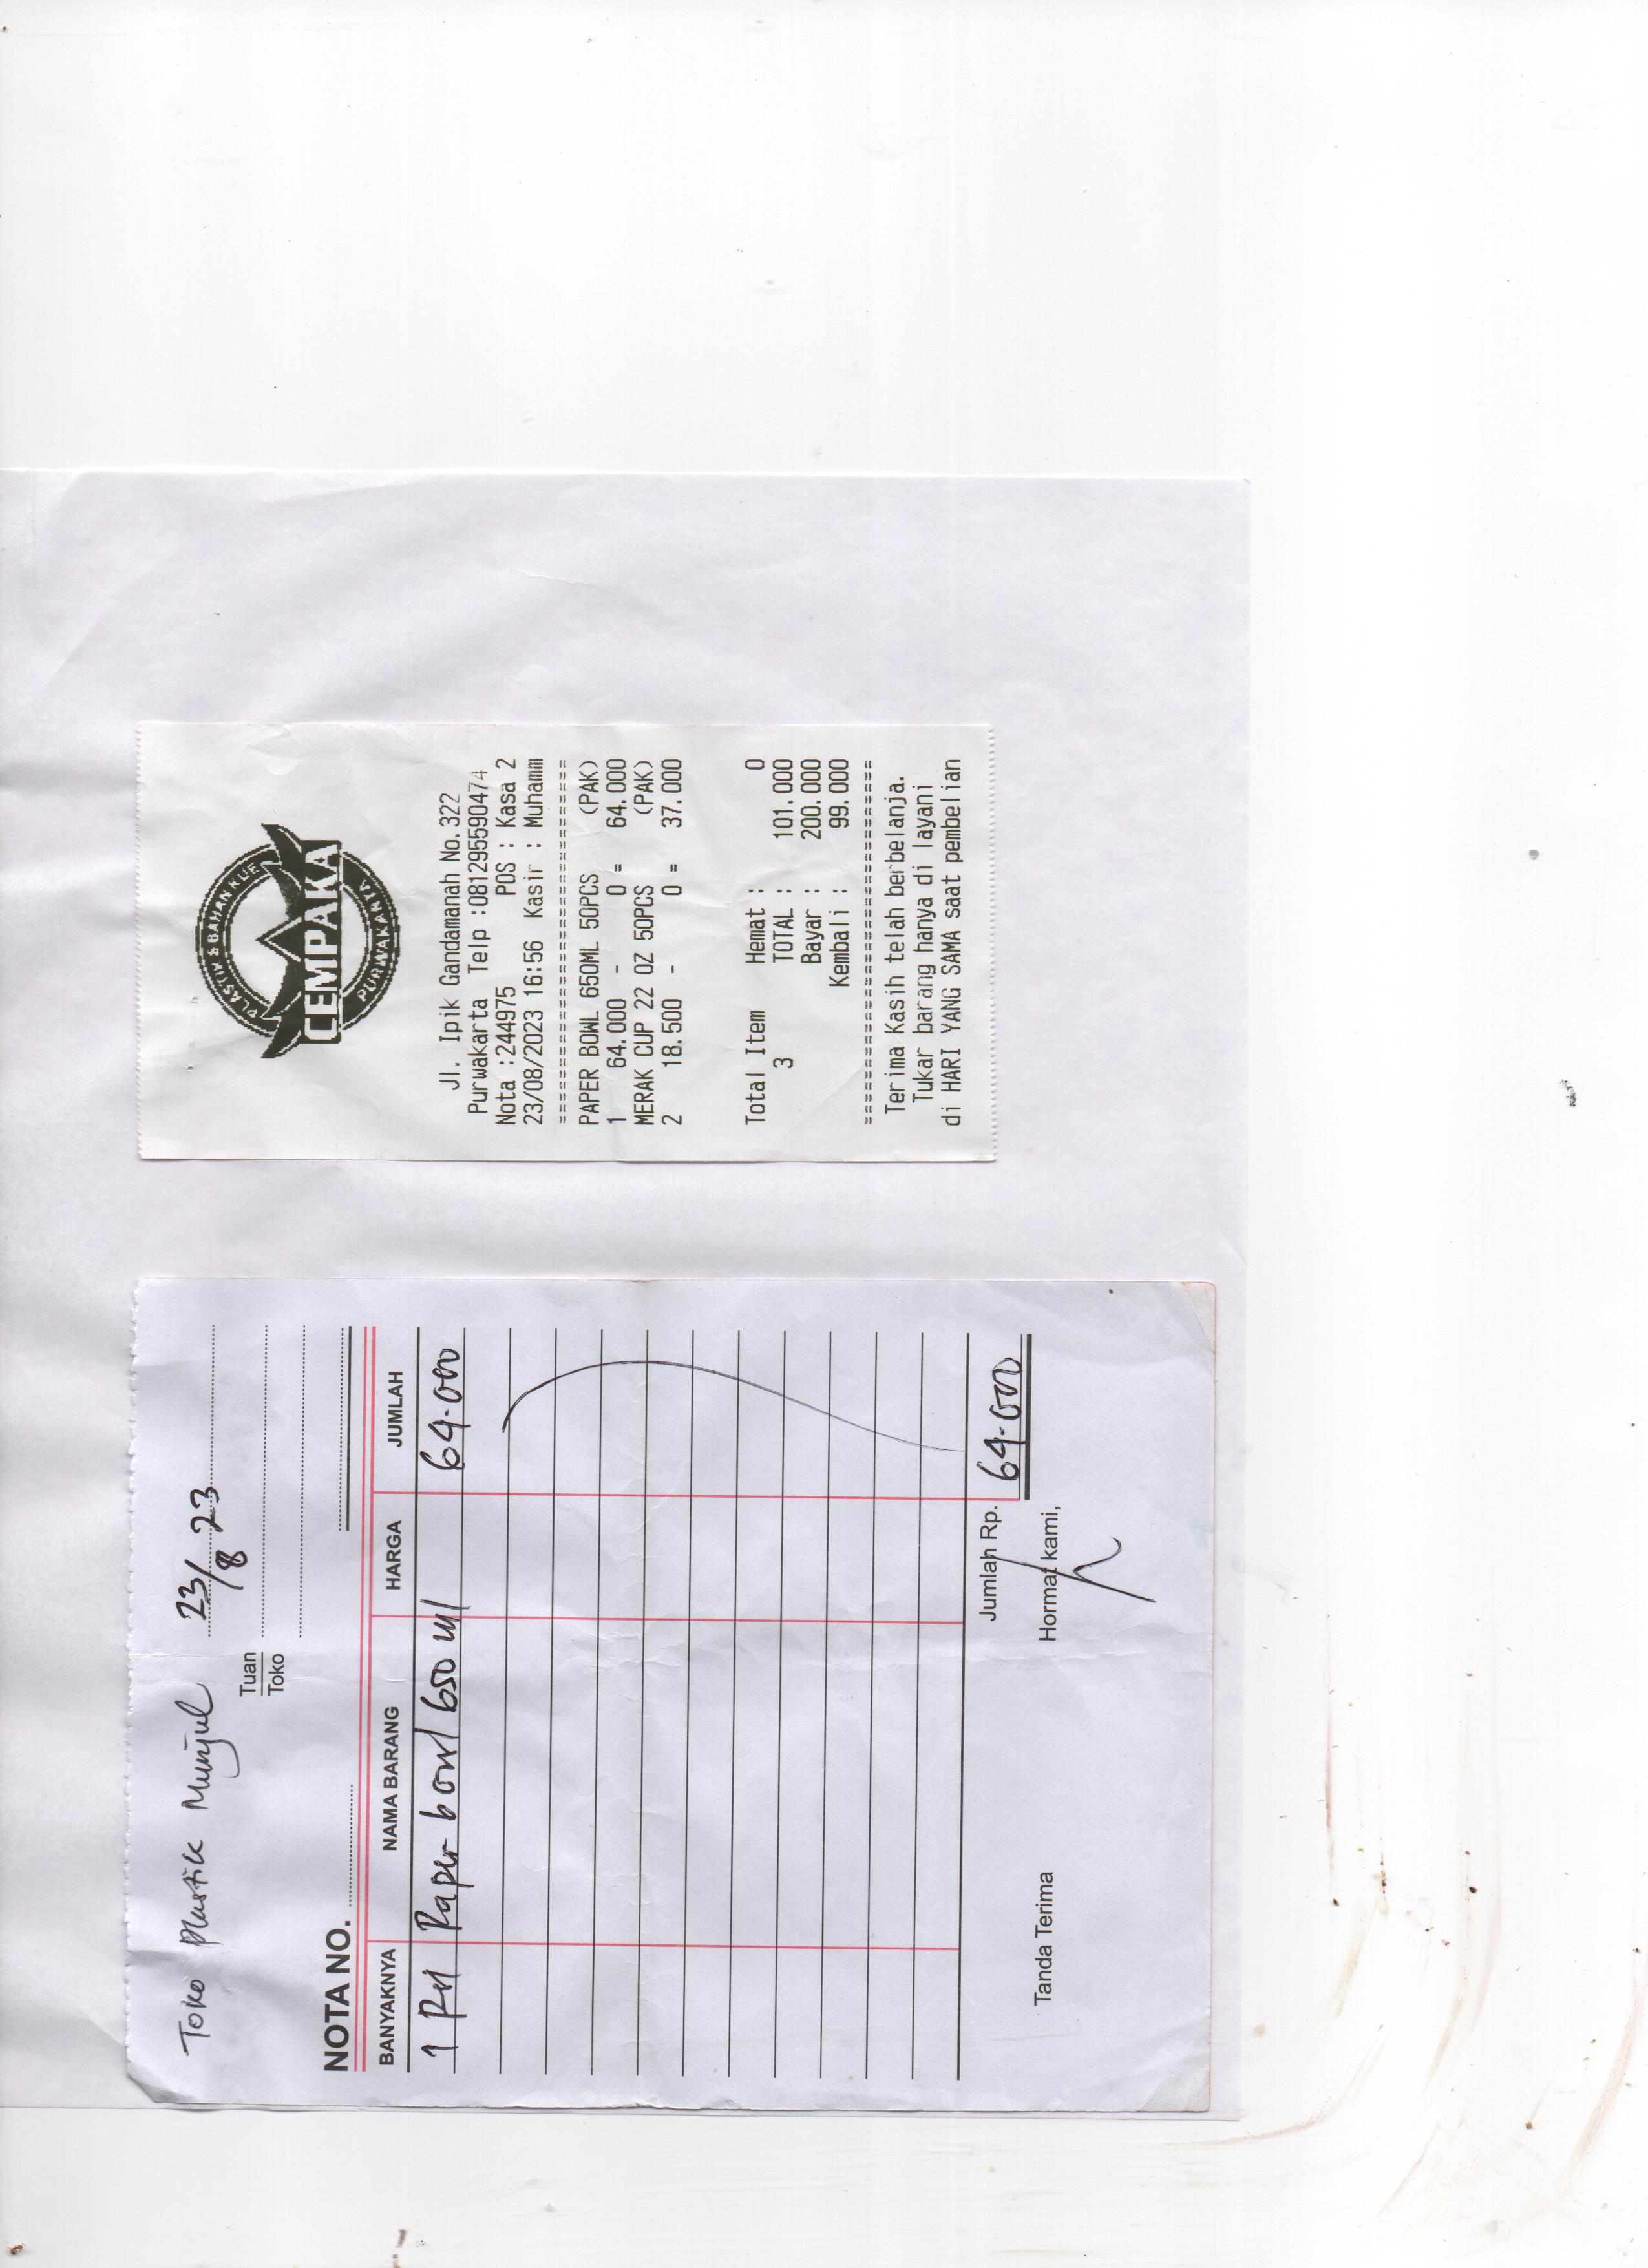 Toko Plastik Munjul
23/8 23
Tuan
Toko
NOTA NO.
BANYAKNYA NAMA BARANG HARGA JUMLAH
1 Paper bowl 650 ml 64.000
Jumlah Rp. 64.000
Tanda Terima Hormat kami,
PLASTIK & BAHAN KUE
CEMPAKA
PURWAKARTA
Jl. Ipik Gandamanah No.322
Purwakarta Telp :081295590474
Nota :244975 POS : Kasa 2
23/08/2023 16:56 Kasir : Muhamm
================================
PAPER BOWL 650ML 50PCS (PAK)
1 64.000 - 0 = 64.000
MERAK CUP 22 OZ 50PCS (PAK)
2 18.500 - 0 = 37.000
Total Item Hemat : 0
3 TOTAL : 101.000
Bayar : 200.000
Kembali : 99.000
================================
Terima Kasih telah berbelanja.
Tukar barang hanya di layani
di HARI YANG SAMA saat pembelian